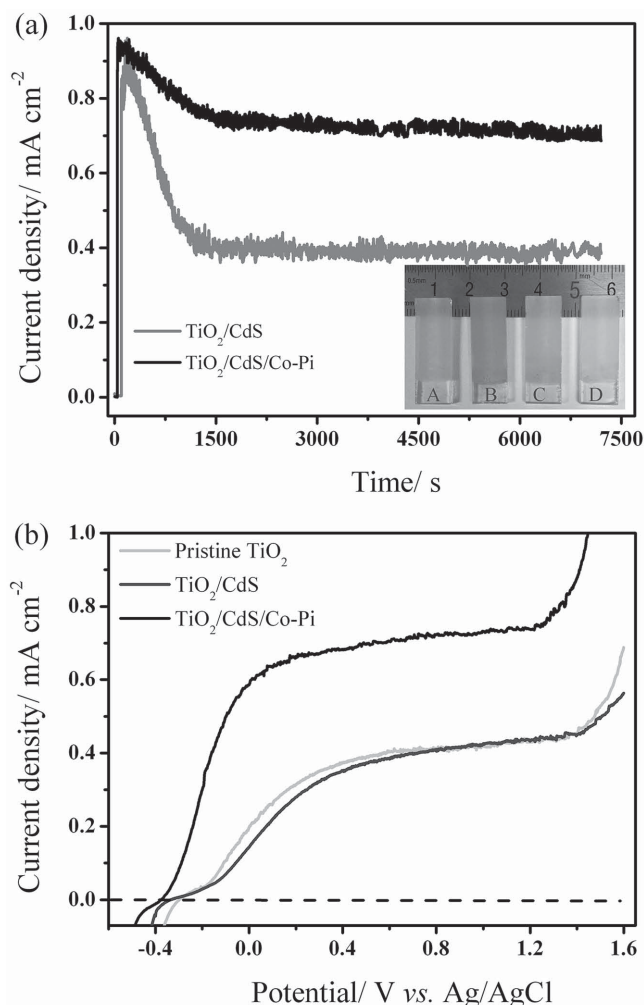 (a)
1.0
0.8
0.6
0.4
0.2
0.0
Current density/ mA cm⁻²
TiO₂/CdS
TiO₂/CdS/Co-Pi
0.5mm
mm
1 2 3 4 5 6
mm
A B C D
0 1500 3000 4500 6000 7500
Time/ s
(b)
1.0
0.8
0.6
0.4
0.2
0.0
Current density/ mA cm⁻²
Pristine TiO₂
TiO₂/CdS
TiO₂/CdS/Co-Pi
-0.4 0.0 0.4 0.8 1.2 1.6
Potential/ V vs. Ag/AgCl